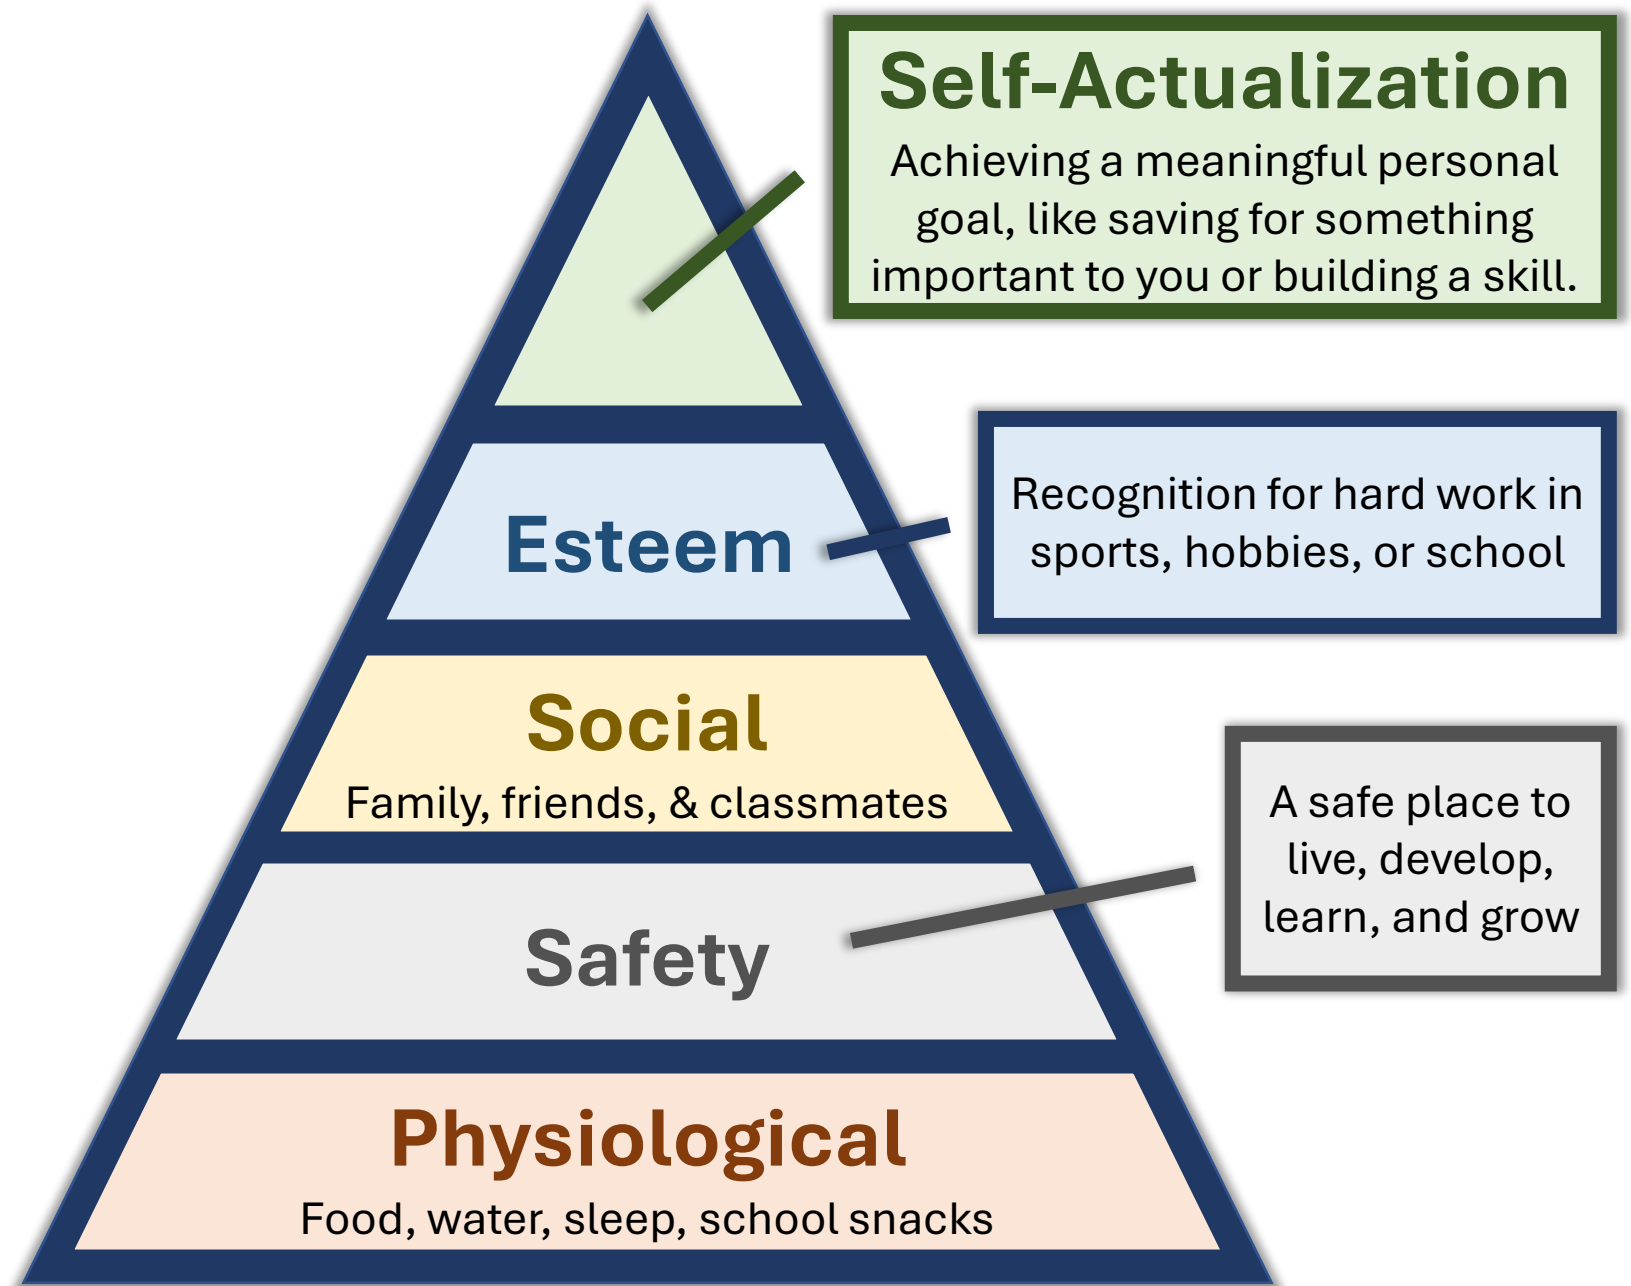 Self-Actualization
Achieving a meaningful personal
goal, like saving for something
important to you or building a skill.
Esteem
Recognition for hard work in
sports, hobbies, or school
Social
Family, friends, & classmates
Safety
A safe place to
live, develop,
learn, and grow
Physiological
Food, water, sleep, school snacks